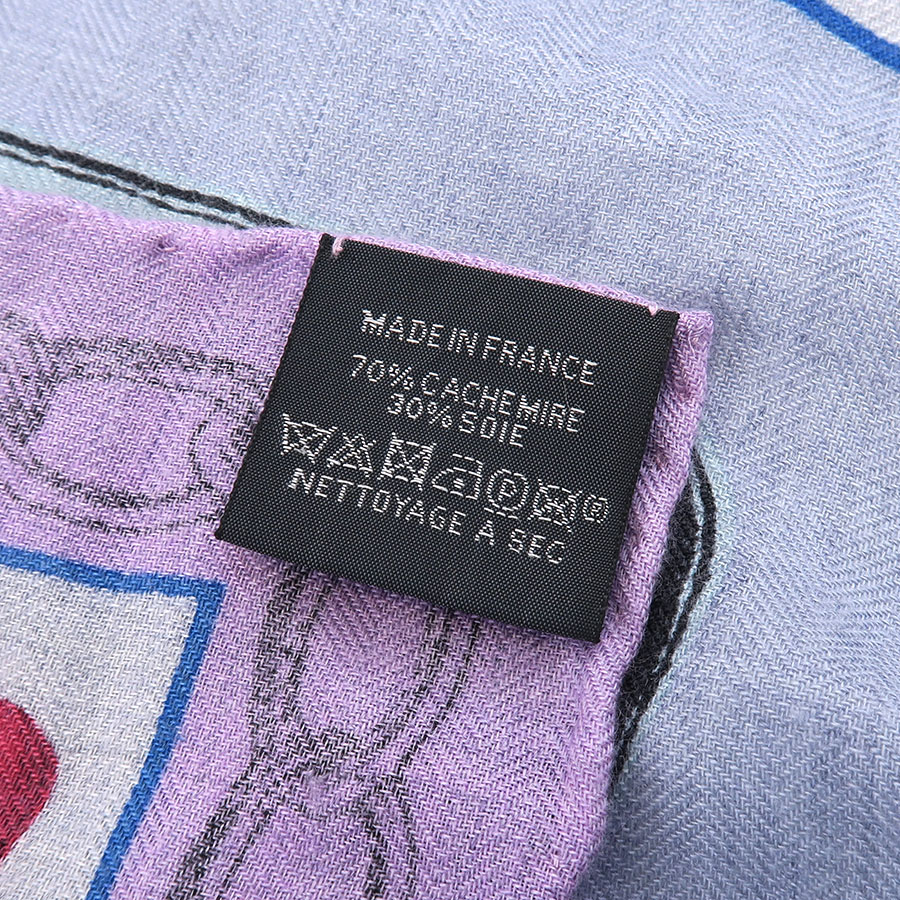 MADE IN FRANCE
70% CACHEMIRE
30% SOIE
P ®
NETTOYAGE A SEC